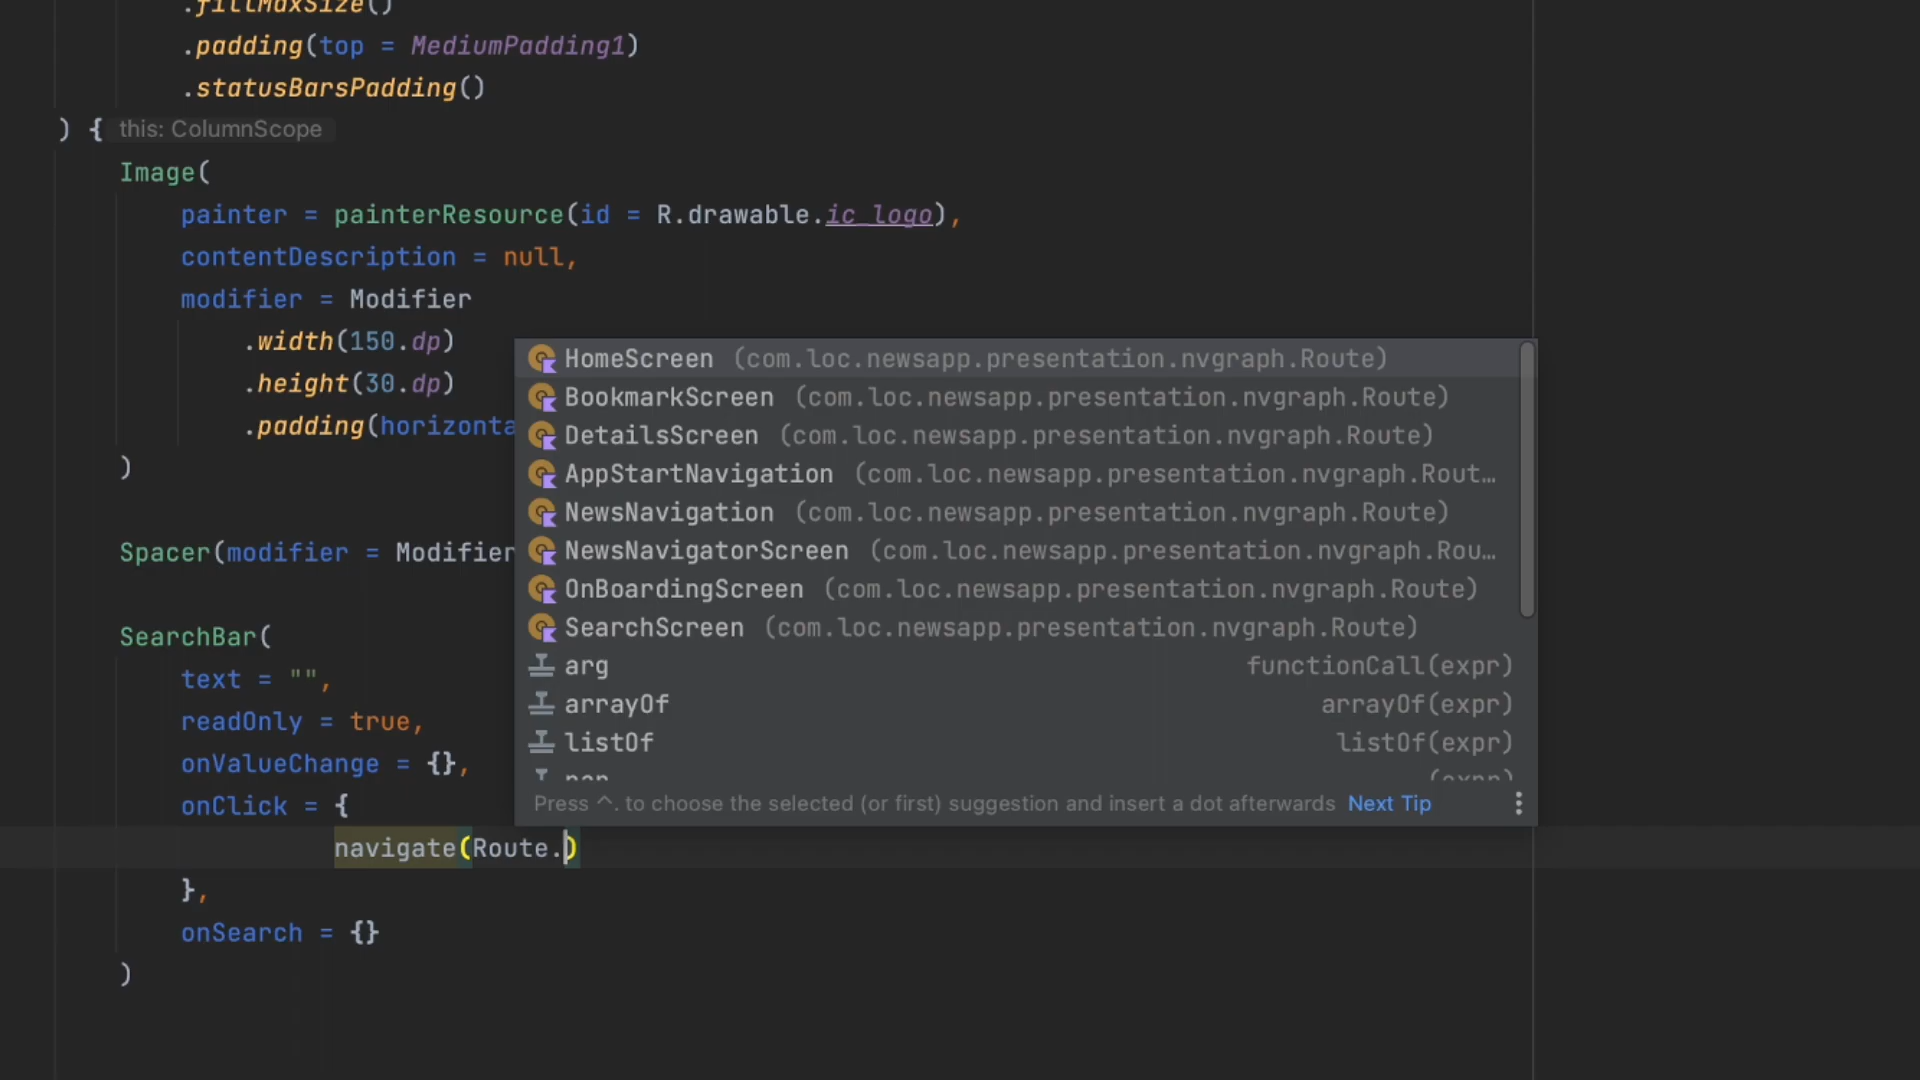 .fillMaxSize()
.padding(top = MediumPadding1)
.statusBarsPadding()
) { this: ColumnScope
Image(
painter = painterResource(id = R.drawable.ic_logo),
contentDescription = null,
modifier = Modifier
.width(150.dp)
.height(30.dp)
.padding(horizonta
)
Spacer(modifier = Modifier
SearchBar(
text = "",
readOnly = true,
onValueChange = {},
onClick = {
navigate(Route.)
},
onSearch = {}
)
HomeScreen (com.loc.newsapp.presentation.nvgraph.Route)
BookmarkScreen (com.loc.newsapp.presentation.nvgraph.Route)
DetailsScreen (com.loc.newsapp.presentation.nvgraph.Route)
AppStartNavigation (com.loc.newsapp.presentation.nvgraph.Rout…
NewsNavigation (com.loc.newsapp.presentation.nvgraph.Route)
NewsNavigatorScreen (com.loc.newsapp.presentation.nvgraph.Rou…
OnBoardingScreen (com.loc.newsapp.presentation.nvgraph.Route)
SearchScreen (com.loc.newsapp.presentation.nvgraph.Route)
arg functionCall(expr)
arrayOf arrayOf(expr)
listOf listOf(expr)
(expr)
Press ^. to choose the selected (or first) suggestion and insert a dot afterwards Next Tip